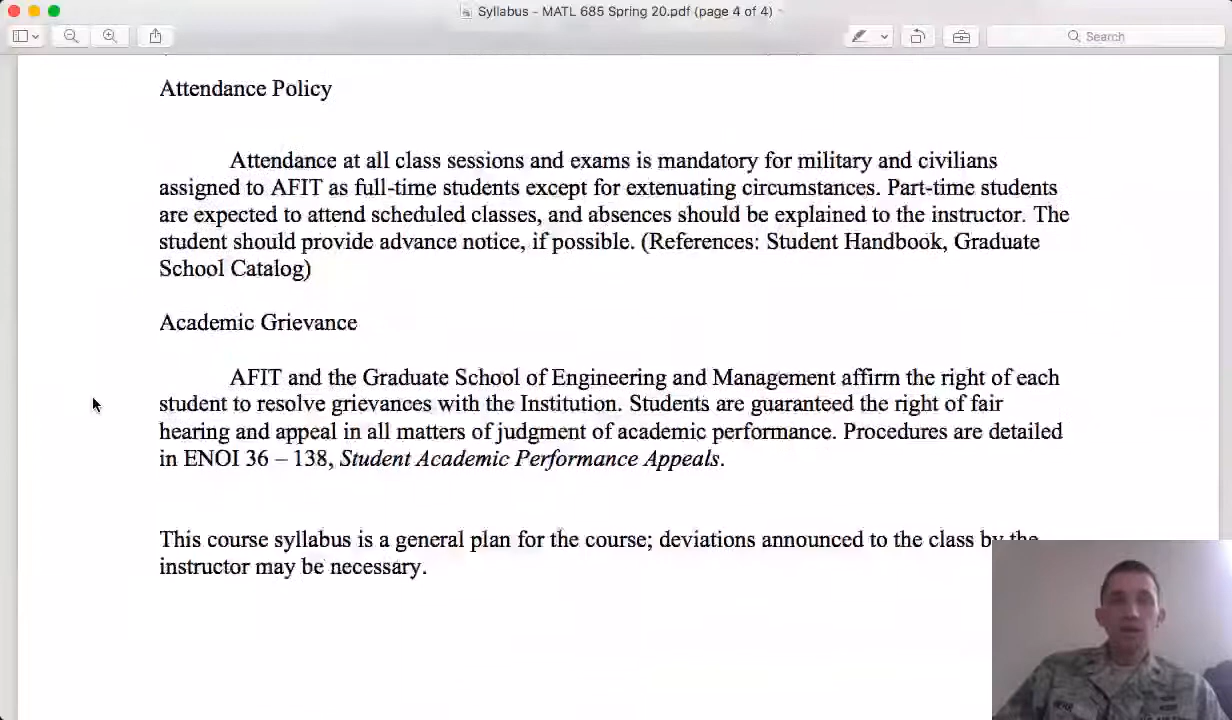 Syllabus - MATL 685 Spring 20.pdf (page 4 of 4)
Search
Attendance Policy
Attendance at all class sessions and exams is mandatory for military and civilians
assigned to AFIT as full-time students except for extenuating circumstances. Part-time students
are expected to attend scheduled classes, and absences should be explained to the instructor. The
student should provide advance notice, if possible. (References: Student Handbook, Graduate
School Catalog)
Academic Grievance
AFIT and the Graduate School of Engineering and Management affirm the right of each
student to resolve grievances with the Institution. Students are guaranteed the right of fair
hearing and appeal in all matters of judgment of academic performance. Procedures are detailed
in ENOI 36 – 138, Student Academic Performance Appeals.
This course syllabus is a general plan for the course; deviations announced to the class by the
instructor may be necessary.